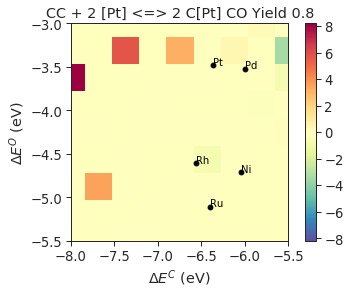 CC + 2 [Pt] <=> 2 C[Pt] CO Yield 0.8
−3.0
−3.5
−4.0
−4.5
−5.0
−5.5
ΔE^O (eV)
Pt
Pd
Rh
Ni
Ru
−8.0
−7.5
−7.0
−6.5
−6.0
−5.5
ΔE^C (eV)
8
6
4
2
0
−2
−4
−6
−8